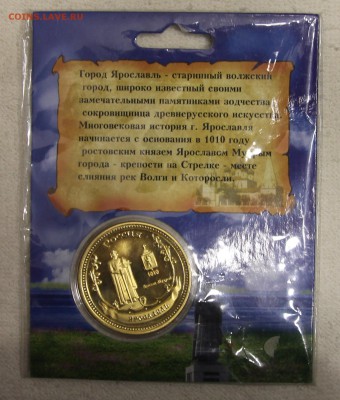 CODIS.LAVE.RU
Город Ярославль - старинный волжский
город, широко известный своими
замечательными памятниками зодчества
сокровищница древнерусского искусства.
Многовековая история г. Ярославля
начинается с основания в 1010 году
ростовским князем Ярославом Мудрым
города - крепости на Стрелке - месте
слияния рек Волги и Которосли.
РОССИЯ
1010
ЯРОСЛАВЛЬ